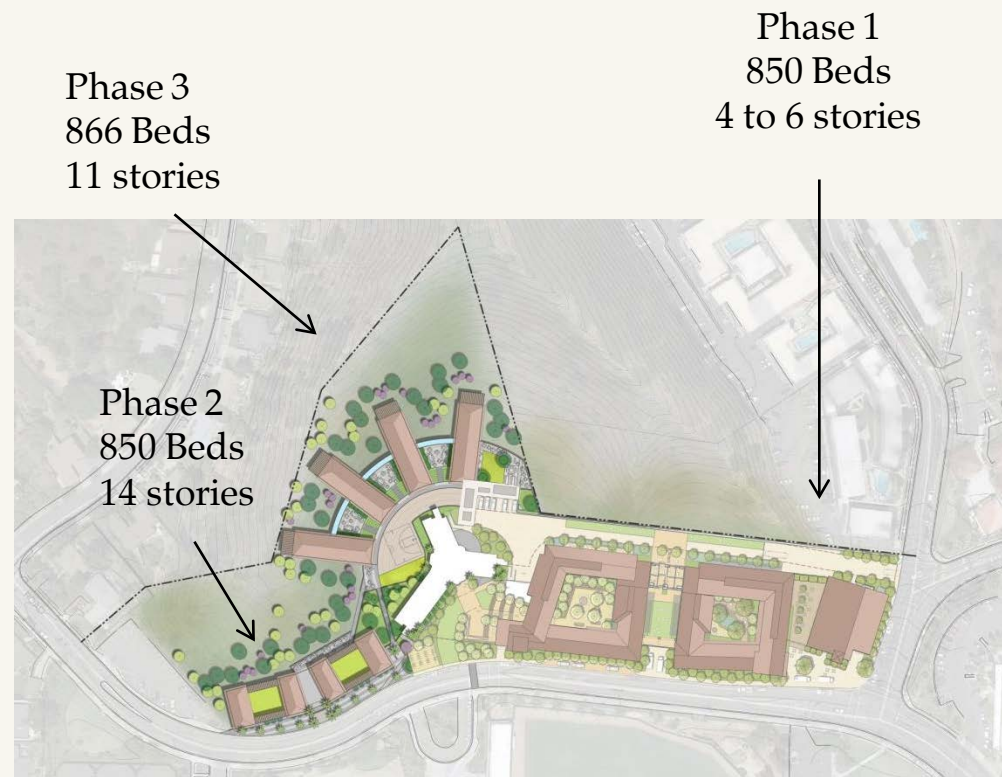 Phase 1
850 Beds
4 to 6 stories
Phase 3
866 Beds
11 stories
Phase 2
850 Beds
14 stories